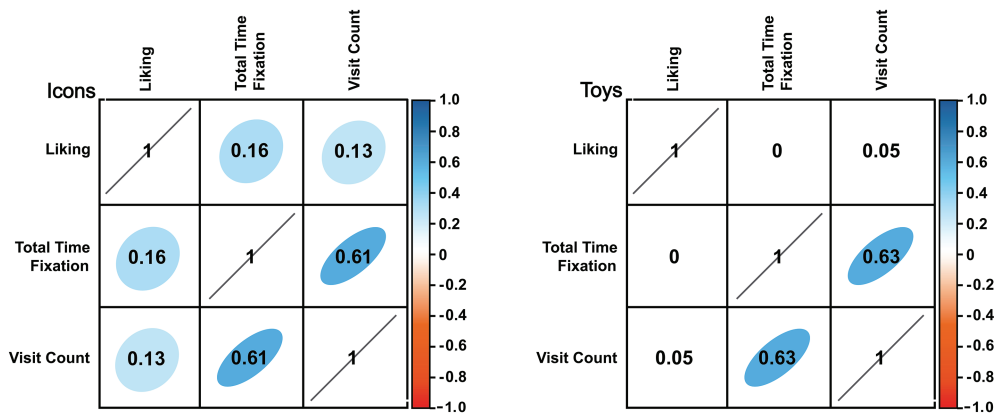 Icons
Liking
Total Time
Fixation
Visit Count
Liking
1
0.16
0.13
Total Time
Fixation
0.16
1
0.61
Visit Count
0.13
0.61
1
1.0
0.8
0.6
0.4
0.2
0
-0.2
-0.4
-0.6
-0.8
-1.0
Toys
Liking
Total Time
Fixation
Visit Count
Liking
1
0
0.05
Total Time
Fixation
0
1
0.63
Visit Count
0.05
0.63
1
1.0
0.8
0.6
0.4
0.2
0
-0.2
-0.4
-0.6
-0.8
-1.0